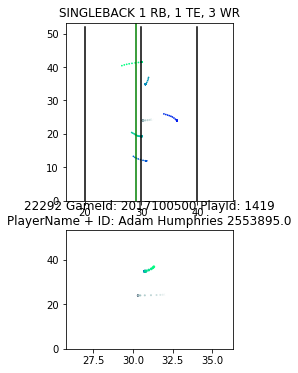 SINGLEBACK 1 RB, 1 TE, 3 WR
50
40
30
20
10
0
20 30 40
22292 GameId: 2017100500 PlayId: 1419
PlayerName + ID: Adam Humphries 2553895.0
40
20
0
27.5 30.0 32.5 35.0